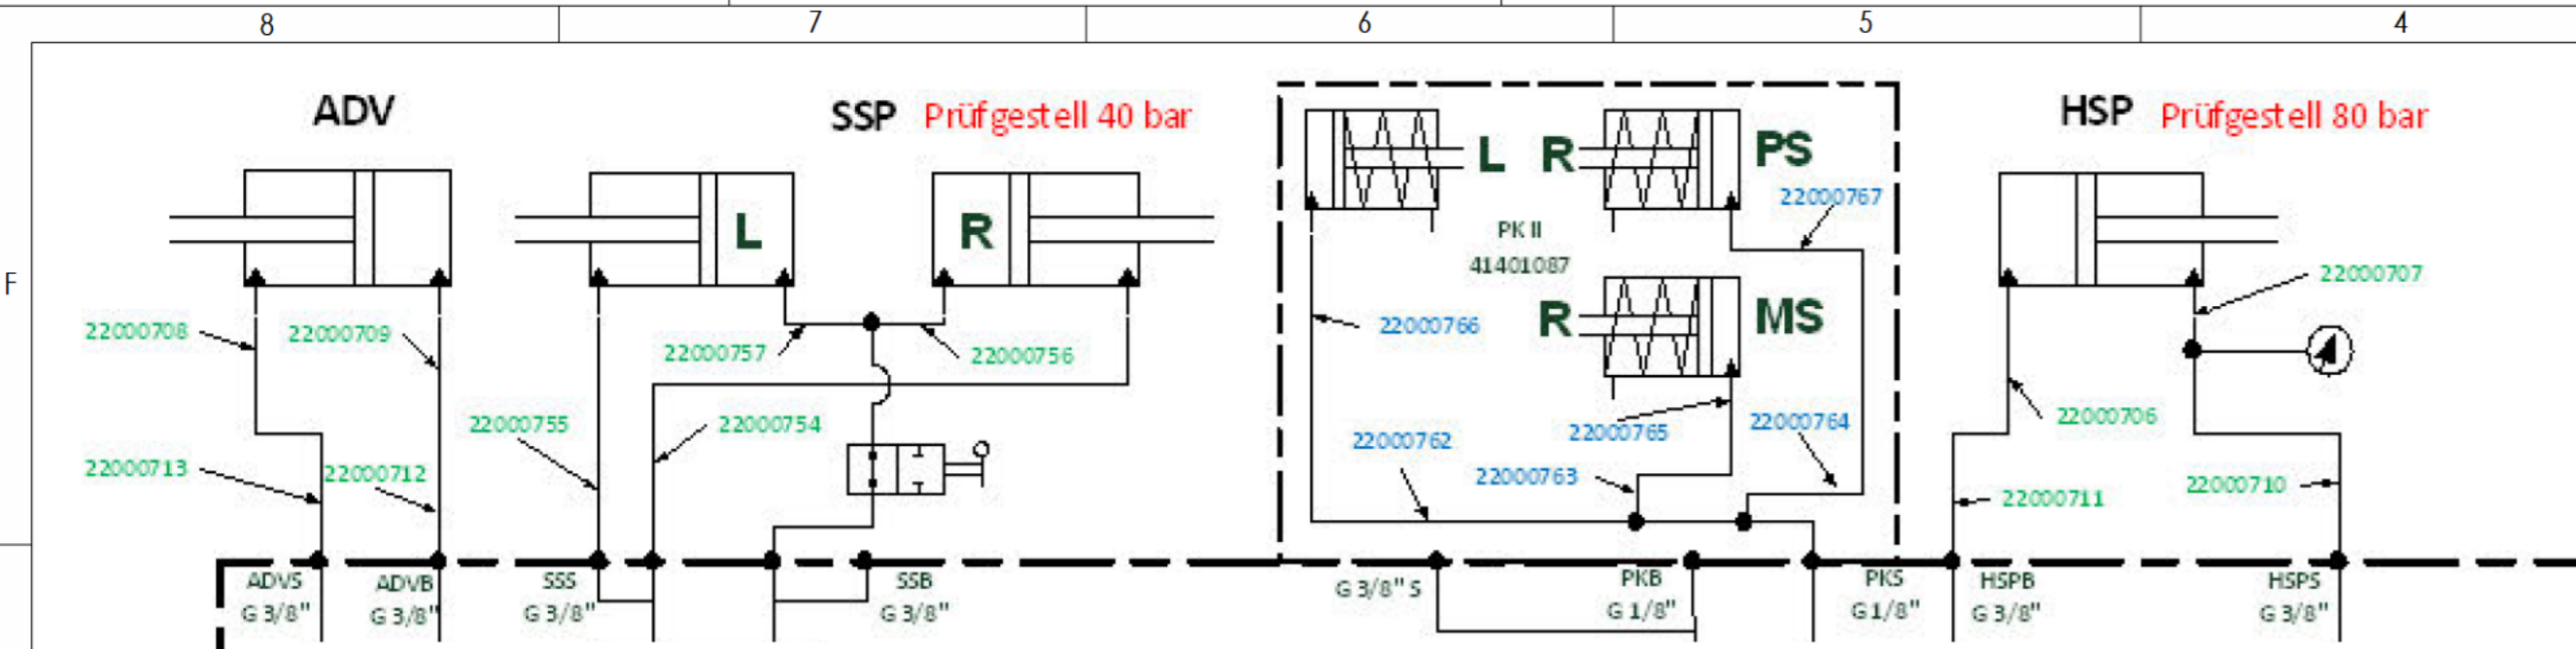 8 7 6 5 4
ADV
SSP Prüfgestell 40 bar
HSP Prüfgestell 80 bar
L R PS
22000767
L R
PK II
41401087
F
22000707
R MS
22000708 22000709
22000766
22000757 22000756
22000706
22000755 22000754
22000765 22000764
22000762
22000713 22000712
22000763
22000711 22000710
ADVS ADVB SSS SSB
G 3/8" G 3/8" G 3/8" G 3/8"
G 3/8" S
PKB PKS HSPB HSPS
G 1/8" G 1/8" G 3/8" G 3/8"